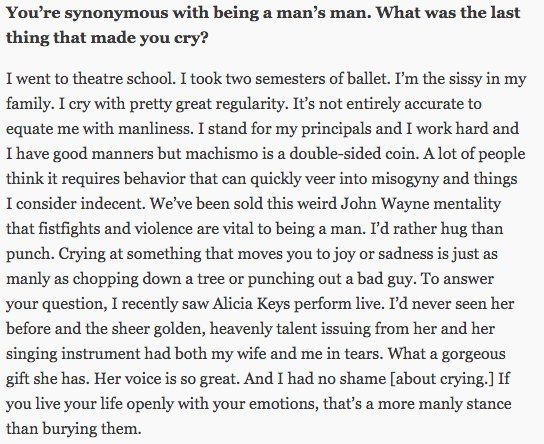 You’re synonymous with being a man’s man. What was the last
thing that made you cry?
I went to theatre school. I took two semesters of ballet. I’m the sissy in my
family. I cry with pretty great regularity. It’s not entirely accurate to
equate me with manliness. I stand for my principals and I work hard and
I have good manners but machismo is a double-sided coin. A lot of people
think it requires behavior that can quickly veer into misogyny and things
I consider indecent. We’ve been sold this weird John Wayne mentality
that fistfights and violence are vital to being a man. I’d rather hug than
punch. Crying at something that moves you to joy or sadness is just as
manly as chopping down a tree or punching out a bad guy. To answer
your question, I recently saw Alicia Keys perform live. I’d never seen her
before and the sheer golden, heavenly talent issuing from her and her
singing instrument had both my wife and me in tears. What a gorgeous
gift she has. Her voice is so great. And I had no shame [about crying.] If
you live your life openly with your emotions, that’s a more manly stance
than burying them.